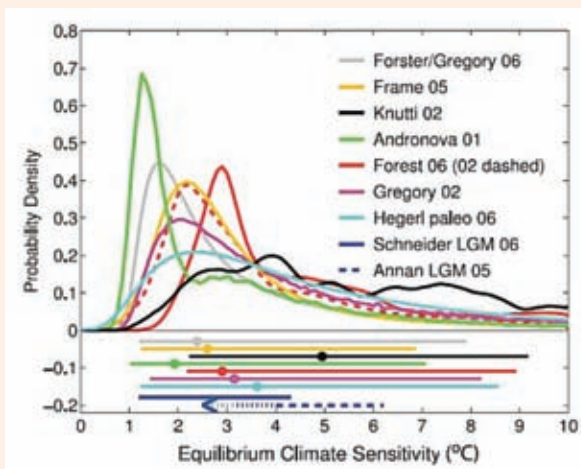 0.8
0.7
0.6
0.5
0.4
0.3
0.2
0.1
0
−0.1
−0.2
Probability Density
Forster/Gregory 06
Frame 05
Knutti 02
Andronova 01
Forest 06 (02 dashed)
Gregory 02
Hegerl paleo 06
Schneider LGM 06
Annan LGM 05
0 1 2 3 4 5 6 7 8 9 10
Equilibrium Climate Sensitivity (°C)